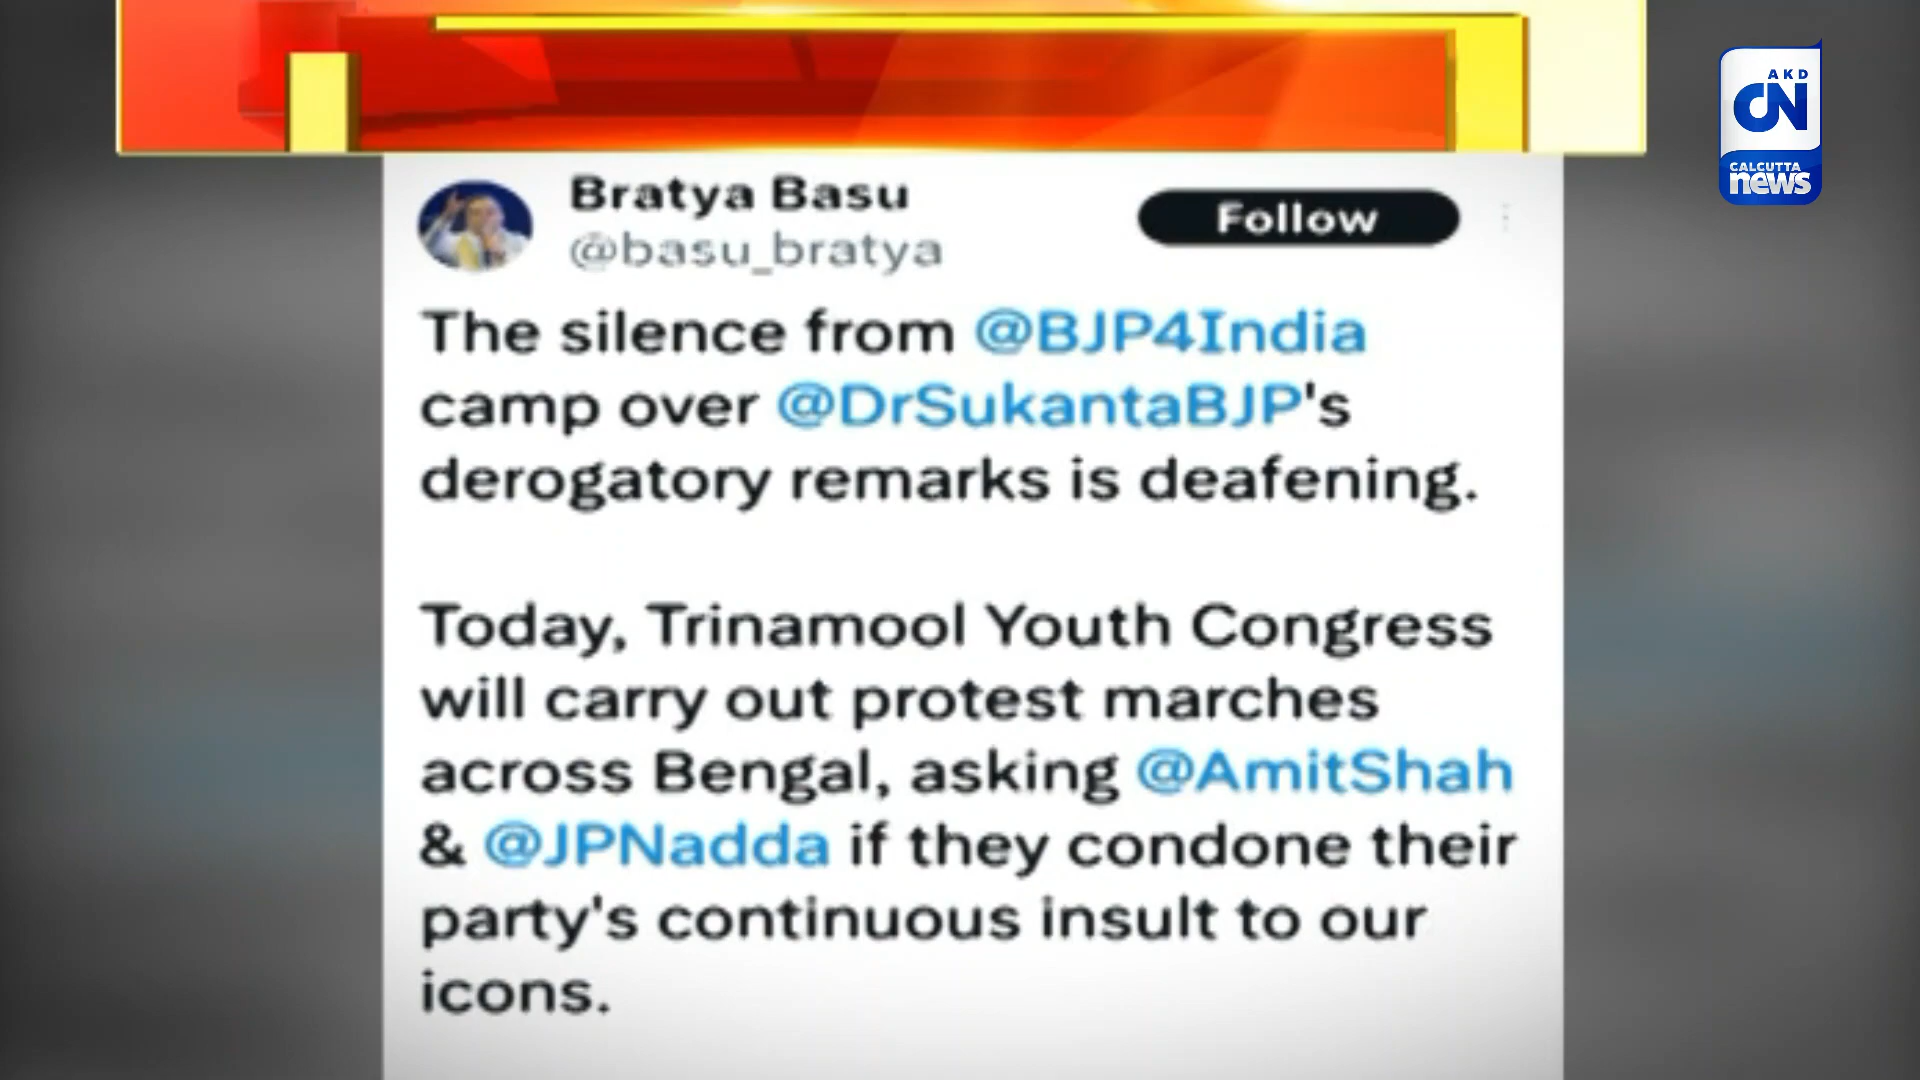 AKD
CN
CALCUTTA
news
Bratya Basu
@basu_bratya
Follow
The silence from @BJP4India
camp over @DrSukantaBJP's
derogatory remarks is deafening.
Today, Trinamool Youth Congress
will carry out protest marches
across Bengal, asking @AmitShah
& @JPNadda if they condone their
party's continuous insult to our
icons.